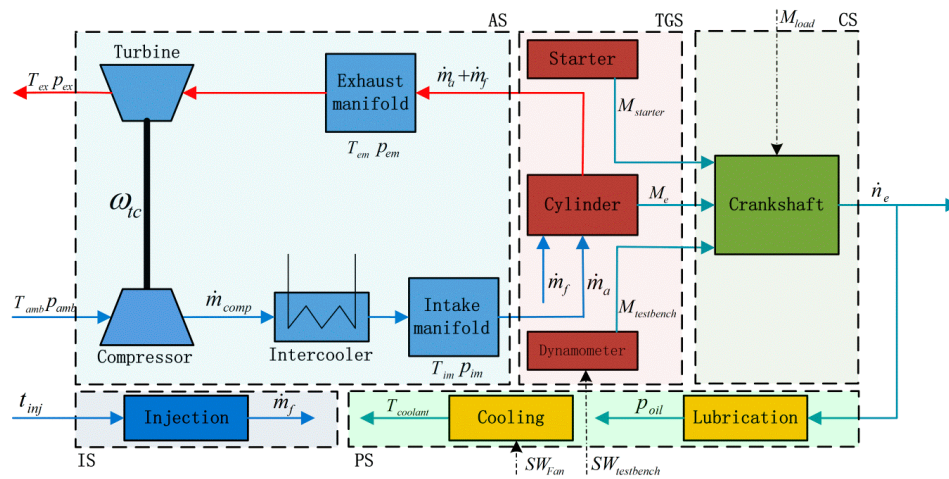 AS
TGS
CS
M_load
Turbine
Starter
T_ex p_ex
Exhaust
manifold
ṁ_a+ṁ_f
M_starter
T_em p_em
ω_tc
Cylinder
M_e
Crankshaft
ṅ_e
T_amb p_amb
ṁ_comp
Intake
manifold
ṁ_f
ṁ_a
M_testbench
Compressor
Intercooler
Dynamometer
T_im p_im
t_inj
Injection
ṁ_f
T_coolant
Cooling
p_oil
Lubrication
IS
PS
SW_Fan
SW_testbench